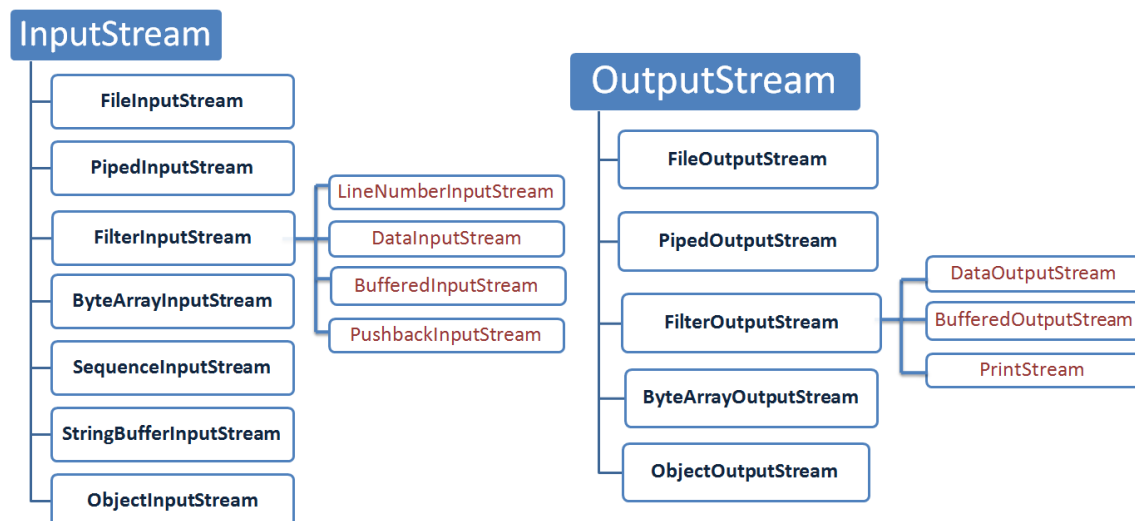 InputStream
FileInputStream
PipedInputStream
FilterInputStream
LineNumberInputStream
DataInputStream
BufferedInputStream
PushbackInputStream
ByteArrayInputStream
SequenceInputStream
StringBufferInputStream
ObjectInputStream
OutputStream
FileOutputStream
PipedOutputStream
FilterOutputStream
DataOutputStream
BufferedOutputStream
PrintStream
ByteArrayOutputStream
ObjectOutputStream